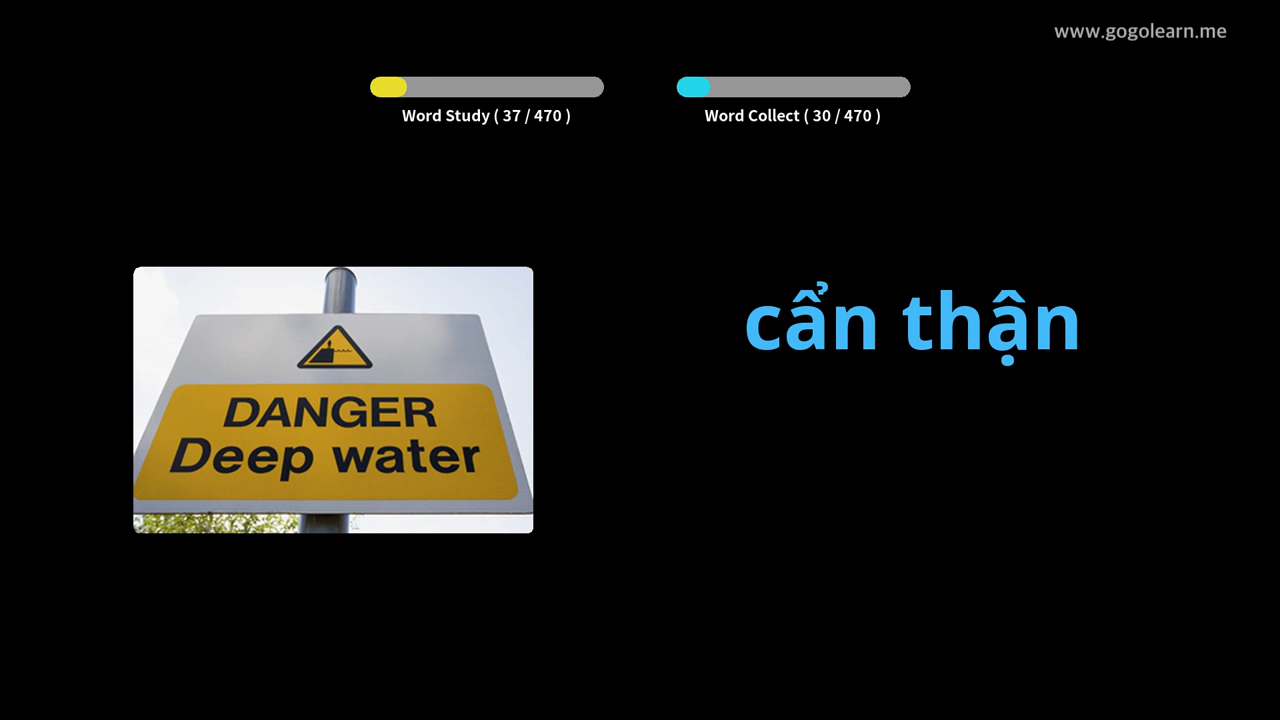 www.gogolearn.me
Word Study ( 37 / 470 )
Word Collect ( 30 / 470 )
DANGER
Deep water
cẩn thận